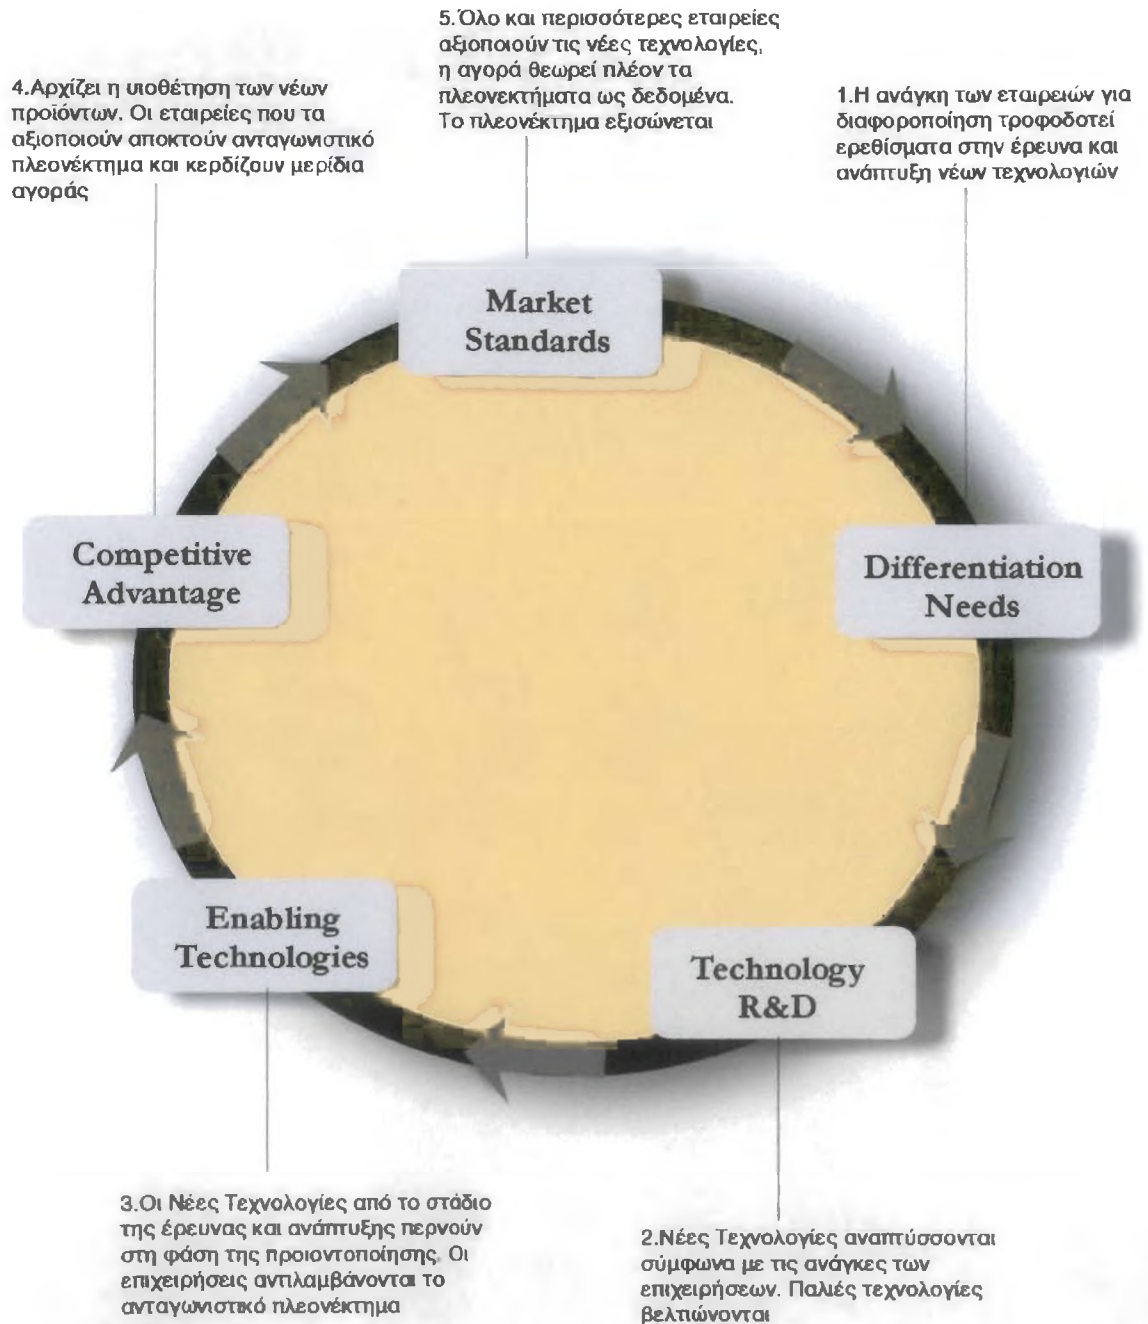 5.Όλο και περισσότερες εταιρείες
αξιοποιούν τις νέες τεχνολογίες,
η αγορά θεωρεί πλέον τα
πλεονεκτήματα ως δεδομένα.
Το πλεονέκτημα εξισώνεται
4.Αρχίζει η υιοθέτηση των νέων
προϊόντων. Οι εταιρείες που τα
αξιοποιούν αποκτούν ανταγωνιστικό
πλεονέκτημα και κερδίζουν μερίδια
αγοράς
1.Η ανάγκη των εταιρειών για
διαφοροποίηση τροφοδοτεί
ερεθίσματα στην έρευνα και
ανάπτυξη νέων τεχνολογιών
Market
Standards
Competitive
Advantage
Differentiation
Needs
Enabling
Technologies
Technology
R&D
3.Οι Νέες Τεχνολογίες από το στάδιο
της έρευνας και ανάπτυξης περνούν
στη φάση της προιοντοποίησης. Οι
επιχειρήσεις αντιλαμβάνονται το
ανταγωνιστικό πλεονέκτημα
2.Νέες Τεχνολογίες αναπτύσσονται
σύμφωνα με τις ανάγκες των
επιχειρήσεων. Παλιές τεχνολογίες
βελτιώνονται